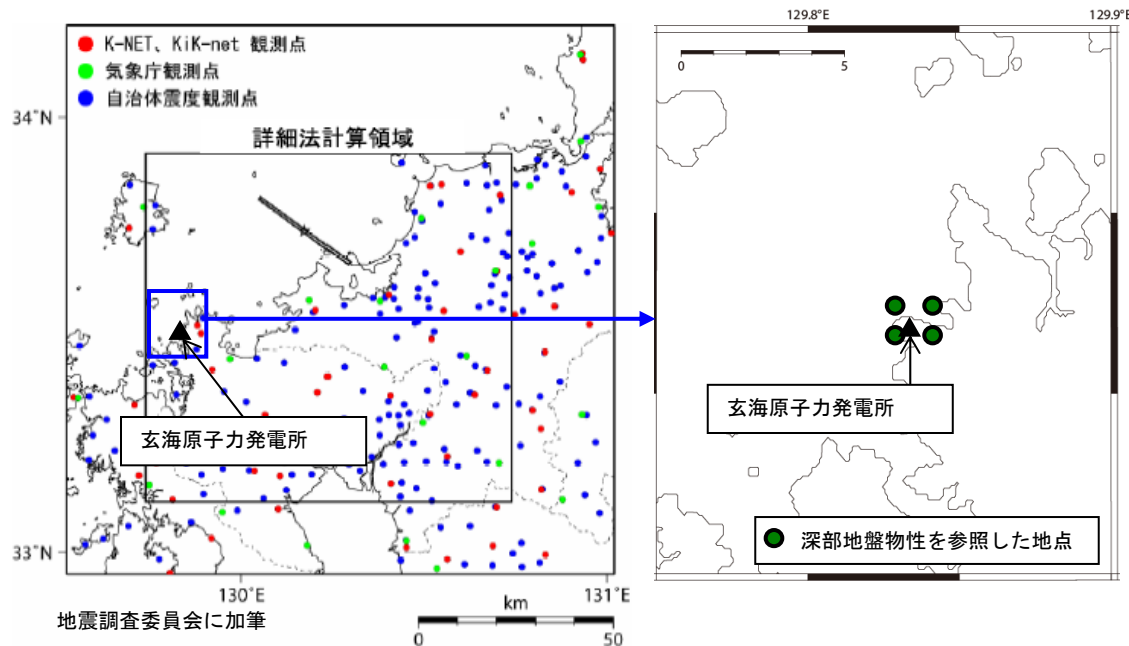 K-NET、KiK-net 観測点
気象庁観測点
自治体震度観測点
34°N
詳細法計算領域
玄海原子力発電所
33°N
130°E
131°E
地震調査委員会に加筆
km
0
50
129.8°E
129.9°E
0
5
玄海原子力発電所
深部地盤物性を参照した地点